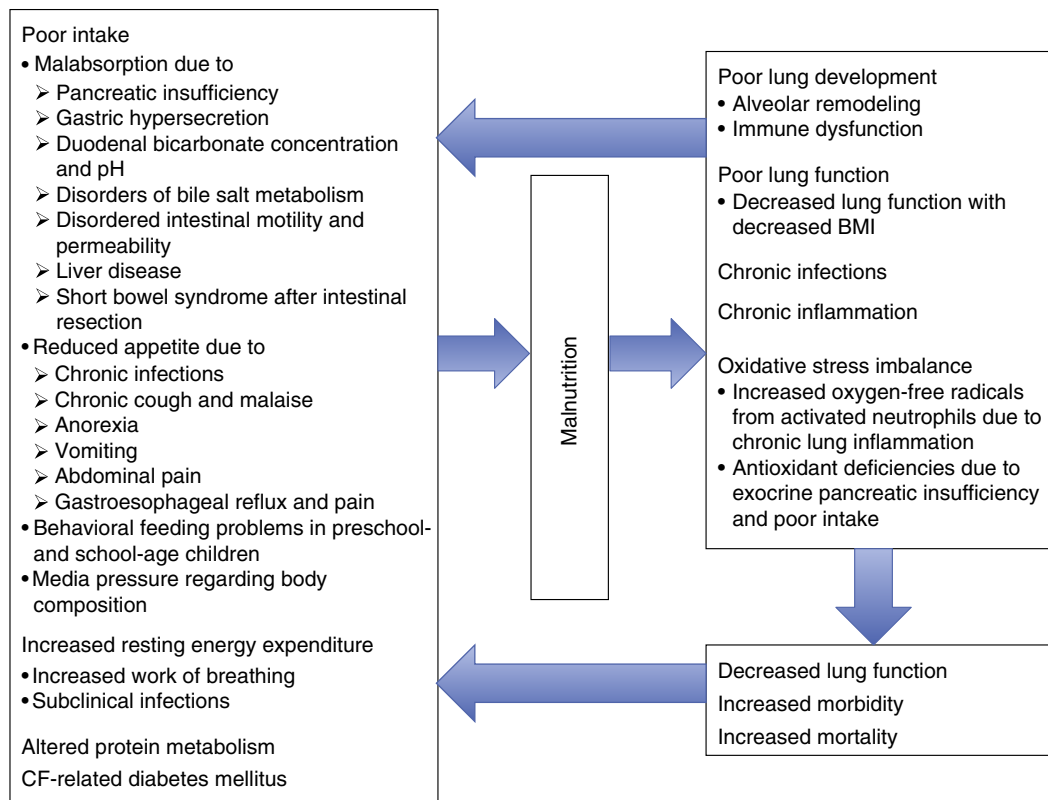 Poor intake
• Malabsorption due to
➢ Pancreatic insufficiency
➢ Gastric hypersecretion
➢ Duodenal bicarbonate concentration
and pH
➢ Disorders of bile salt metabolism
➢ Disordered intestinal motility and
permeability
➢ Liver disease
➢ Short bowel syndrome after intestinal
resection
• Reduced appetite due to
➢ Chronic infections
➢ Chronic cough and malaise
➢ Anorexia
➢ Vomiting
➢ Abdominal pain
➢ Gastroesophageal reflux and pain
• Behavioral feeding problems in preschool-
and school-age children
• Media pressure regarding body
composition
Increased resting energy expenditure
• Increased work of breathing
• Subclinical infections
Altered protein metabolism
CF-related diabetes mellitus
Malnutrition
Poor lung development
• Alveolar remodeling
• Immune dysfunction
Poor lung function
• Decreased lung function with
decreased BMI
Chronic infections
Chronic inflammation
Oxidative stress imbalance
• Increased oxygen-free radicals
from activated neutrophils due to
chronic lung inflammation
• Antioxidant deficiencies due to
exocrine pancreatic insufficiency
and poor intake
Decreased lung function
Increased morbidity
Increased mortality